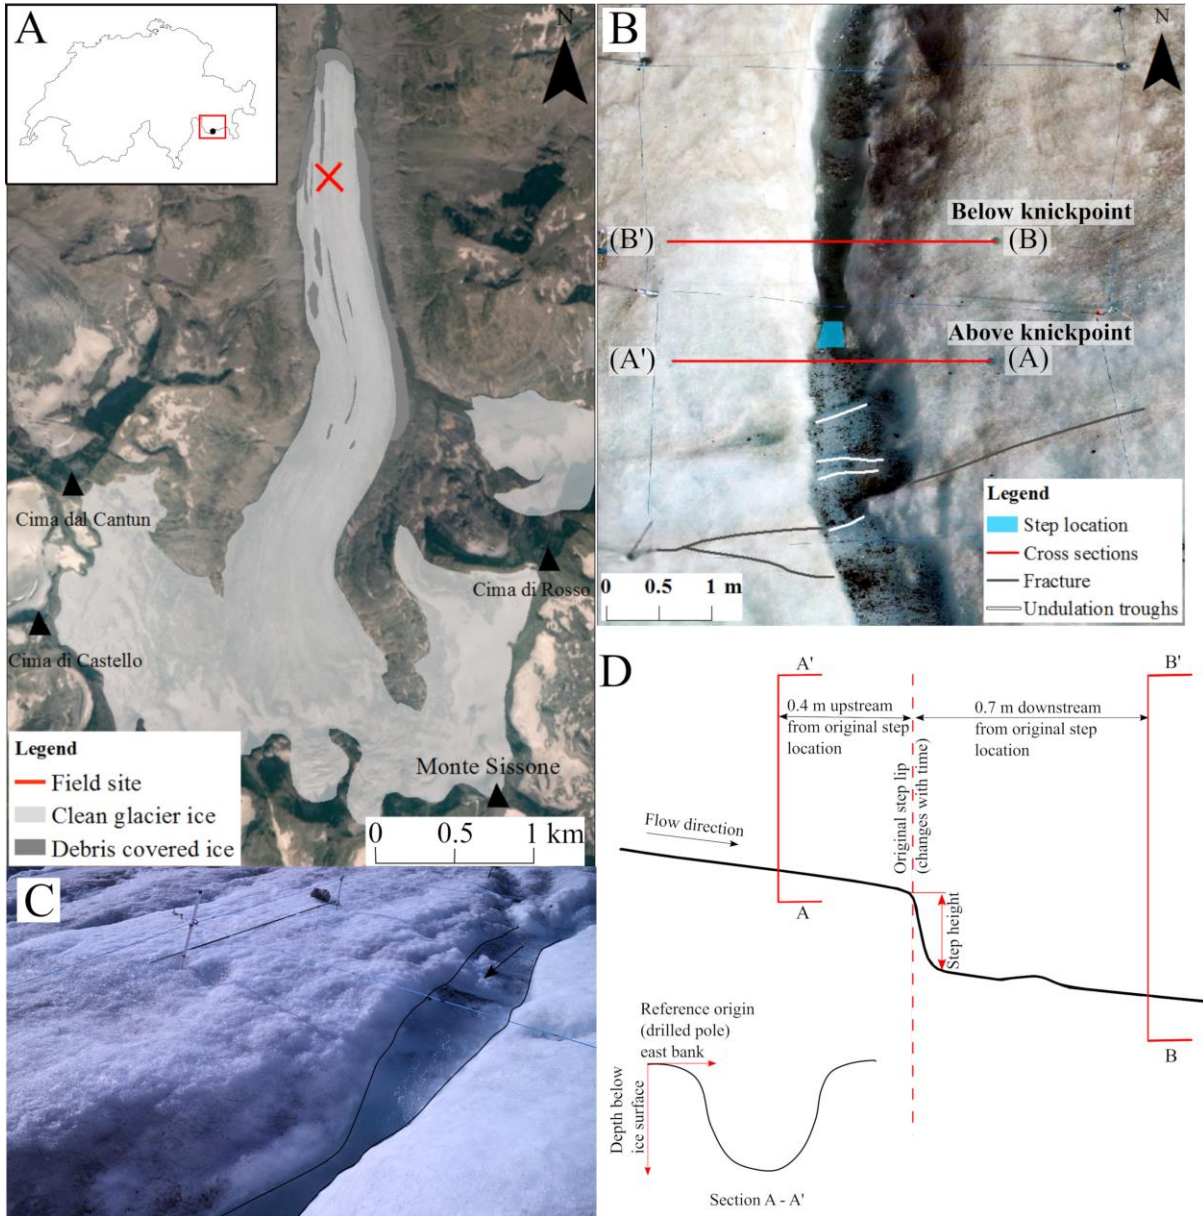 A
N
Cima dal Cantun
Cima di Rosso
Cima di Castello
Monte Sissone
Legend
Field site
Clean glacier ice
Debris covered ice
0 0.5 1 km
B
N
Below knickpoint
(B') (B)
Above knickpoint
(A') (A)
Legend
Step location
Cross sections
Fracture
Undulation troughs
0 0.5 1 m
C
D
A' B'
0.4 m upstream
from original step
location
0.7 m downstream
from original step
location
Original step lip
(changes with time)
Flow direction
Step height
A
B
Reference origin
(drilled pole)
east bank
Depth below
ice surface
Section A - A'